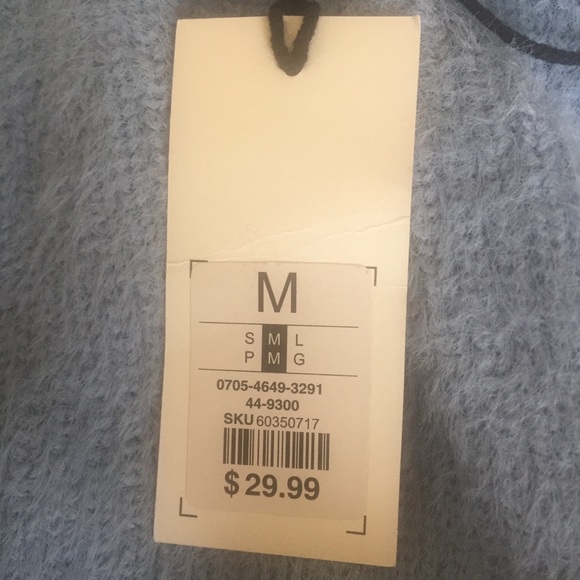 M
S M L
P M G
0705-4649-3291
44-9300
SKU 60350717
$ 29.99